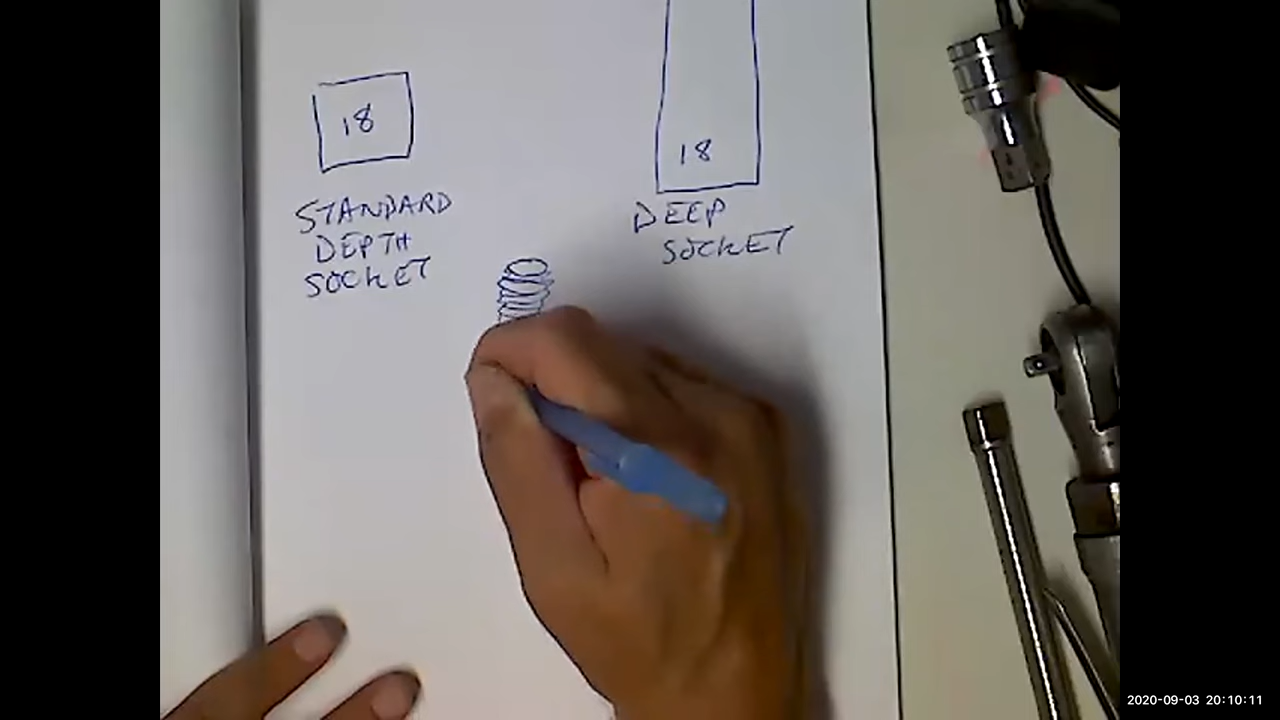 18
STANDARD
DEPTH
SOCKET
18
DEEP
SOCKET
2020-09-03 20:10:11